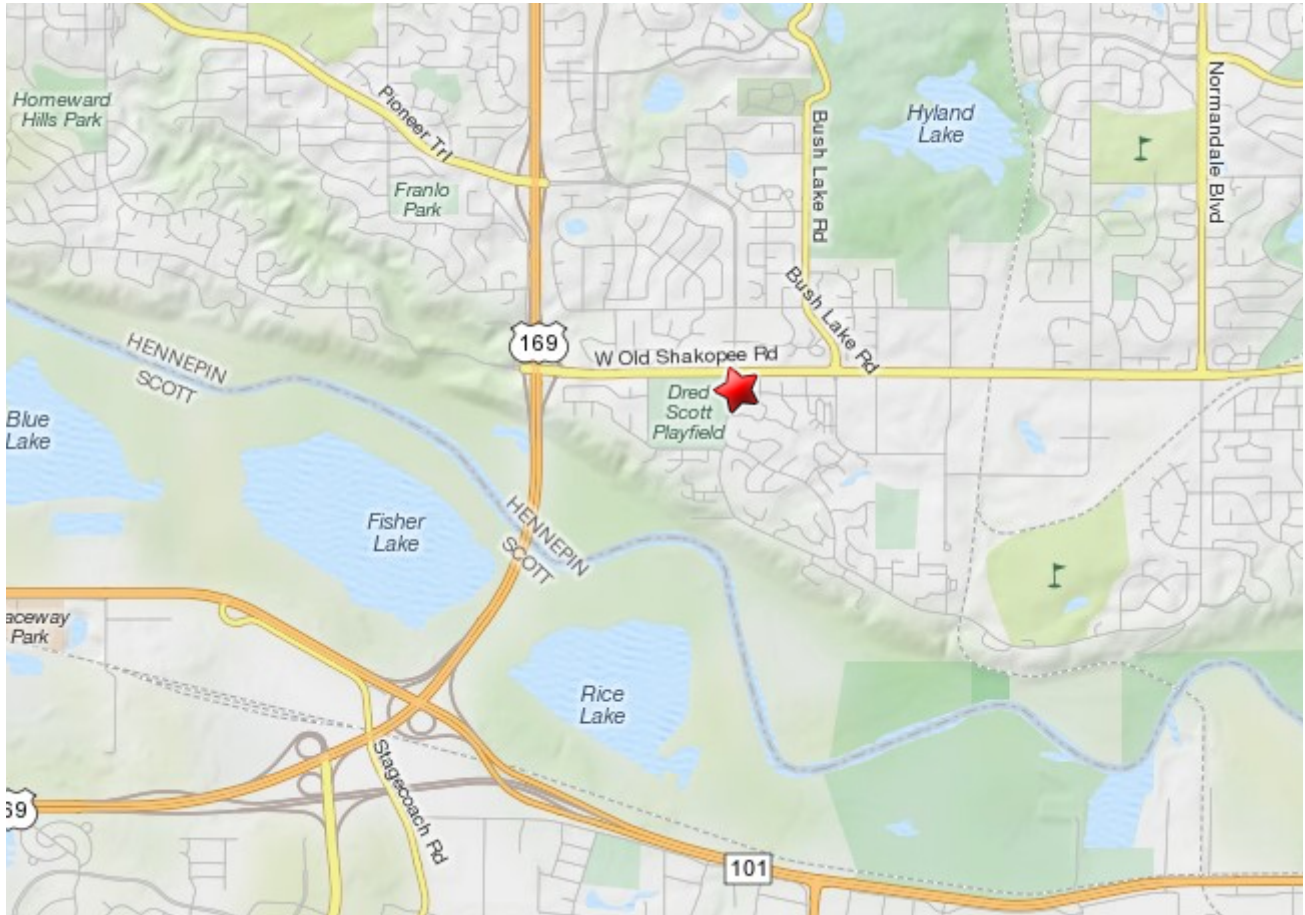 Homeward
Hills Park
Pioneer Trl
Franlo
Park
Hyland
Lake
Bush Lake Rd
Bush Lake Rd
Normandale Blvd
169
W Old Shakopee Rd
Dred
Scott
Playfield
HENNEPIN
SCOTT
Blue
Lake
Fisher
Lake
HENNEPIN
SCOTT
aceway
Park
Rice
Lake
Stagecoach Rd
69
101